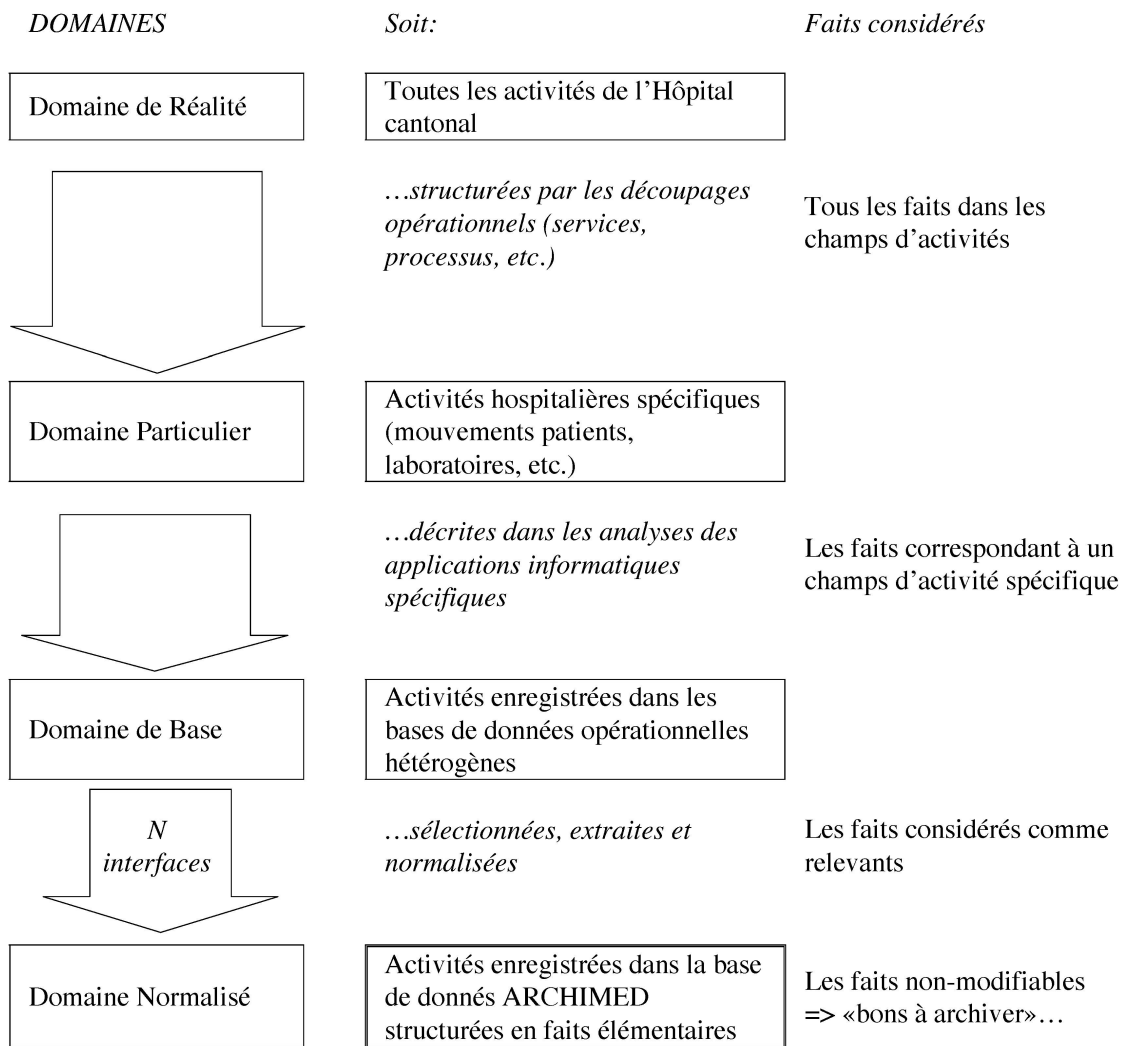 DOMAINES
Soit:
Faits considérés
Domaine de Réalité
Toutes les activités de l’Hôpital
cantonal
…structurées par les découpages
opérationnels (services,
processus, etc.)
Tous les faits dans les
champs d’activités
Domaine Particulier
Activités hospitalières spécifiques
(mouvements patients,
laboratoires, etc.)
…décrites dans les analyses des
applications informatiques
spécifiques
Les faits correspondant à un
champs d’activité spécifique
Domaine de Base
Activités enregistrées dans les
bases de données opérationnelles
hétérogènes
N
interfaces
…sélectionnées, extraites et
normalisées
Les faits considérés comme
relevants
Domaine Normalisé
Activités enregistrées dans la base
de donnés ARCHIMED
structurées en faits élémentaires
Les faits non-modifiables
=> «bons à archiver»…